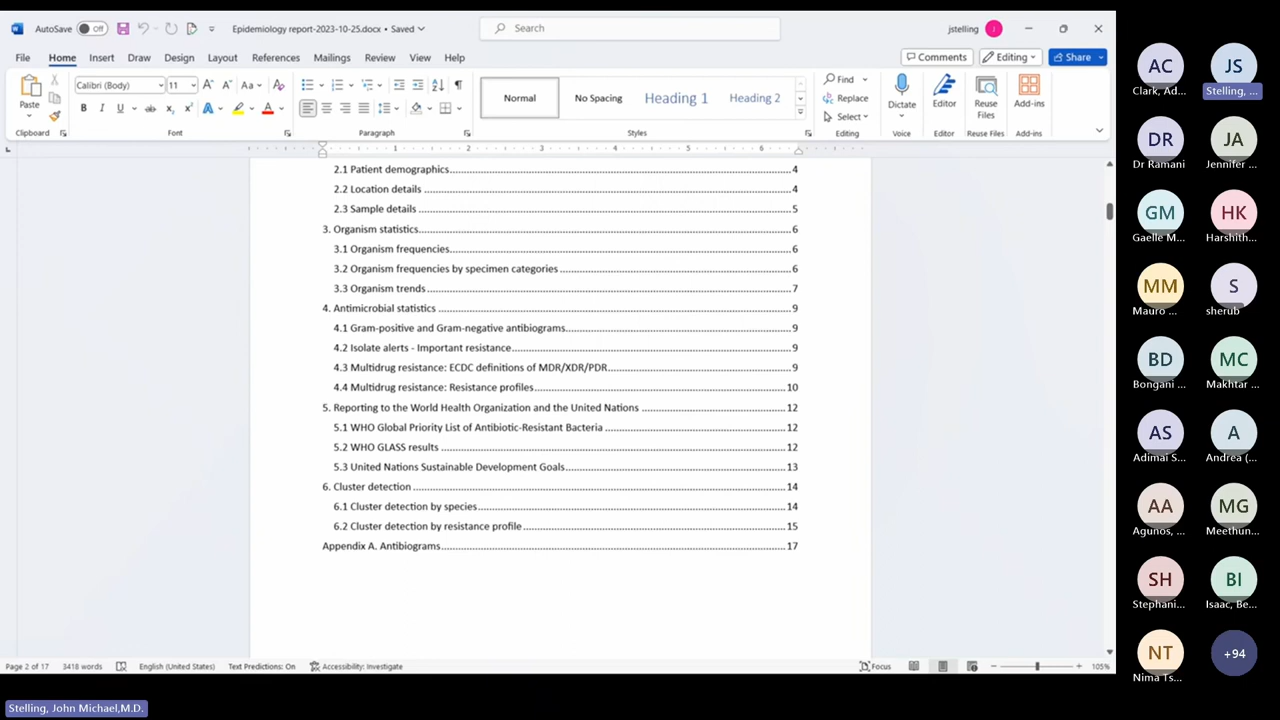 AutoSave Off Epidemiology report-2023-10-25.docx • Saved Search jstelling
File Home Insert Draw Design Layout References Mailings Review View Help Comments Editing Share
Paste Calibri (Body) 11 Aa Normal No Spacing Heading 1 Heading 2 Find Replace Select Dictate Editor Reuse Files Add-ins
Clipboard Font Paragraph Styles Editing Voice Editor Reuse Files Add-ins
1 2 3 4 5 6
2.1 Patient demographics 4
2.2 Location details 4
2.3 Sample details 5
3. Organism statistics 6
3.1 Organism frequencies 6
3.2 Organism frequencies by specimen categories 6
3.3 Organism trends 7
4. Antimicrobial statistics 9
4.1 Gram-positive and Gram-negative antibiograms 9
4.2 Isolate alerts - Important resistance 9
4.3 Multidrug resistance: ECDC definitions of MDR/XDR/PDR 9
4.4 Multidrug resistance: Resistance profiles 10
5. Reporting to the World Health Organization and the United Nations 12
5.1 WHO Global Priority List of Antibiotic-Resistant Bacteria 12
5.2 WHO GLASS results 12
5.3 United Nations Sustainable Development Goals 13
6. Cluster detection 14
6.1 Cluster detection by species 14
6.2 Cluster detection by resistance profile 15
Appendix A. Antibiograms 17
Page 2 of 17 3418 words English (United States) Text Predictions: On Accessibility: Investigate Focus 105%
Stelling, John Michael,M.D.
AC JS
Clark, Ad... Stelling, ...
DR JA
Dr Ramani Jennifer ...
GM HK
Gaelle M... Harshith...
MM S
Mauro ... sherub
BD MC
Bongani ... Makhtar ...
AS A
Adimai S... Andrea (...
AA MG
Agunos, ... Meethun...
SH BI
Stephani... Isaac, Be...
NT +94
Nima Ts...